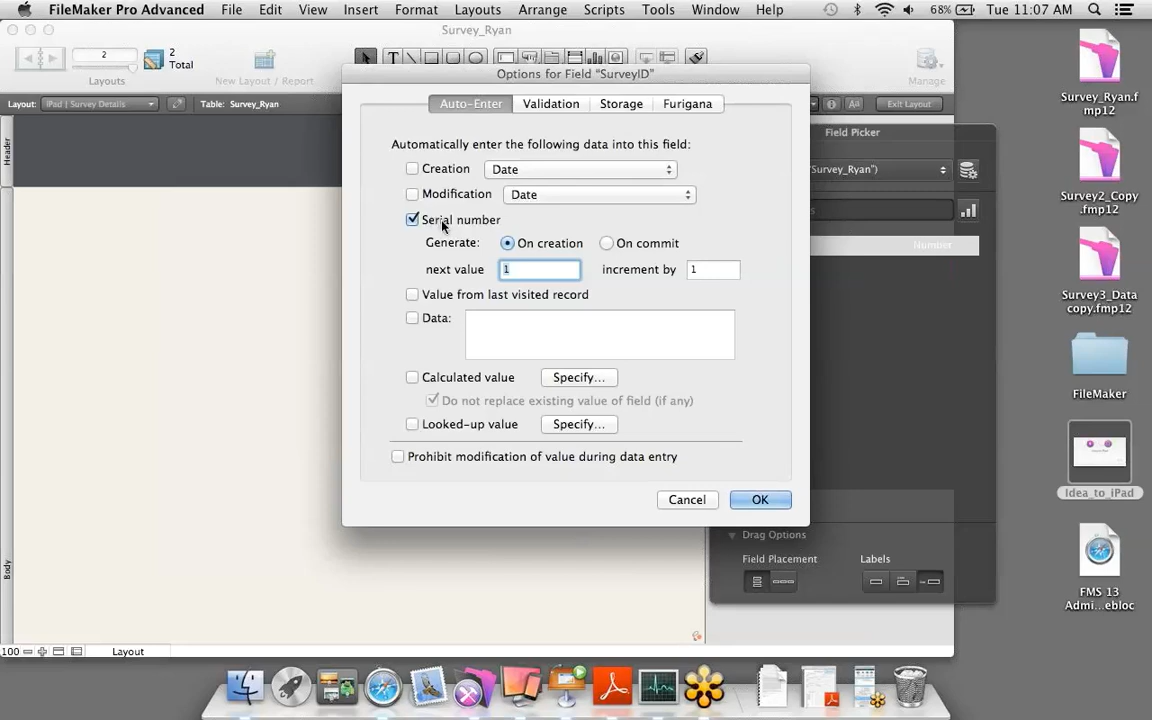 FileMaker Pro Advanced File Edit View Insert Format Layouts Arrange Scripts Tools Window Help 68% Tue 11:07 AM
Survey_Ryan
2
Layouts
2
Total
New Layout / Report
Manage
Layout: iPad | Survey Details Table: Survey_Ryan Aa Exit Layout
Header
Body
Options for Field "SurveyID"
Auto-Enter Validation Storage Furigana
Automatically enter the following data into this field:
Creation Date
Modification Date
Serial number
Generate: On creation On commit
next value 1 increment by 1
Value from last visited record
Data:
Calculated value Specify...
Do not replace existing value of field (if any)
Looked-up value Specify...
Prohibit modification of value during data entry
Cancel OK
Field Picker
Survey_Ryan")
Number
Drag Options
Field Placement Labels
100 Layout
Survey_Ryan.f
mp12
Survey2_Copy
.fmp12
Survey3_Data
copy.fmp12
FileMaker
Idea_to_iPad
FMS 13
Admi...ebloc